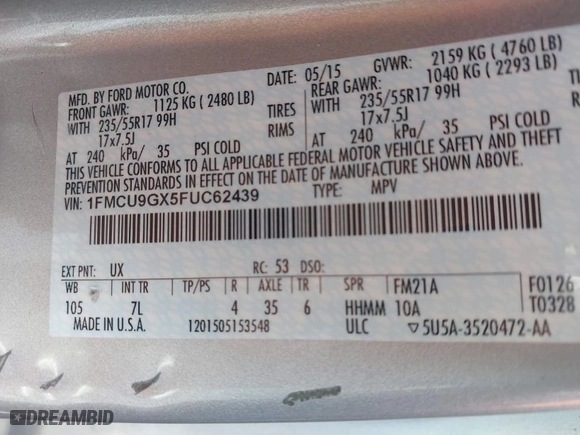 MFD. BY FORD MOTOR CO. DATE: 05/15 GVWR: 2159 KG ( 4760 LB)
FRONT GAWR: 1125 KG ( 2480 LB) REAR GAWR: 1040 KG ( 2293 LB)
WITH 235/55R17 99H TIRES WITH 235/55R17 99H
17x7.5J RIMS 17x7.5J
AT 240 kPa/ 35 PSI COLD AT 240 kPa/ 35 PSI COLD
THIS VEHICLE CONFORMS TO ALL APPLICABLE FEDERAL MOTOR VEHICLE SAFETY AND THEFT
PREVENTION STANDARDS IN EFFECT ON THE DATE OF MANUFACTURE SHOWN ABOVE.
VIN: 1FMCU9GX5FUC62439 TYPE: MPV
EXT PNT: UX RC: 53 DSO:
WB INT TR TP/PS R AXLE TR SPR FM21A F0126
105 7L 4 35 6 HHMM 10A T0328
MADE IN U.S.A. 1201505153548 ULC ▽5U5A-3520472-AA
DREAMBID